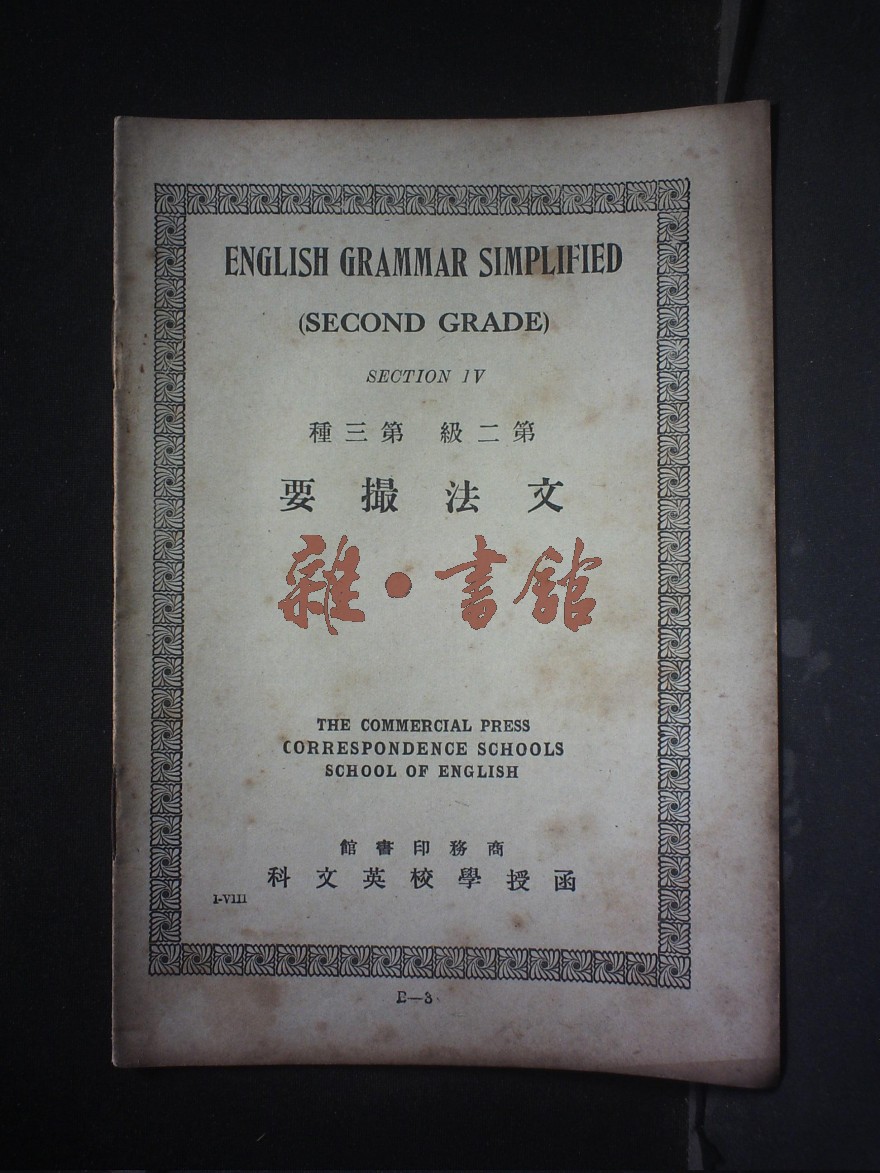 ENGLISH GRAMMAR SIMPLIFIED
(SECOND GRADE)
SECTION IV
第二級 第三種
文法撮要
雜·書館
THE COMMERCIAL PRESS
CORRESPONDENCE SCHOOLS
SCHOOL OF ENGLISH
商務印書館
函授學校英文科
I-VIII